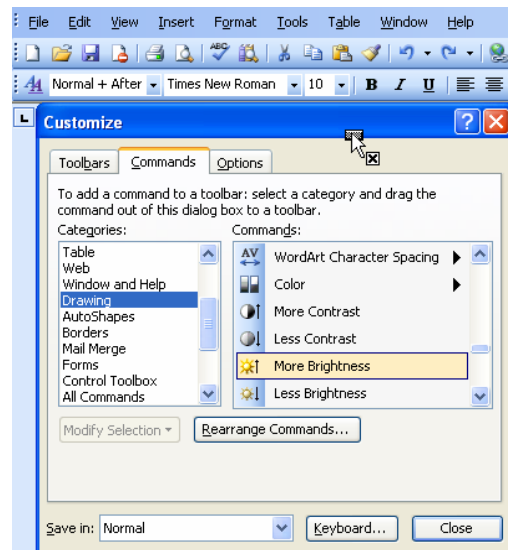 File Edit View Insert Format Tools Table Window Help
Normal + After Times New Roman 10 B I U
Customize
Toolbars Commands Options
To add a command to a toolbar: select a category and drag the
command out of this dialog box to a toolbar.
Categories:
Table
Web
Window and Help
Drawing
AutoShapes
Borders
Mail Merge
Forms
Control Toolbox
All Commands
Commands:
WordArt Character Spacing
Color
More Contrast
Less Contrast
More Brightness
Less Brightness
Modify Selection
Rearrange Commands...
Save in: Normal
Keyboard...
Close